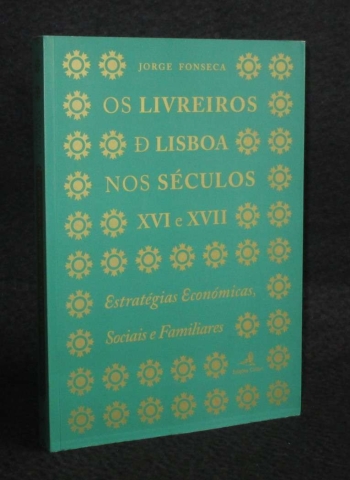 JORGE FONSECA
OS LIVREIROS
Đ LISBOA
NOS SÉCULOS
XVI e XVII
Estratégias Económicas,
Sociais e Familiares